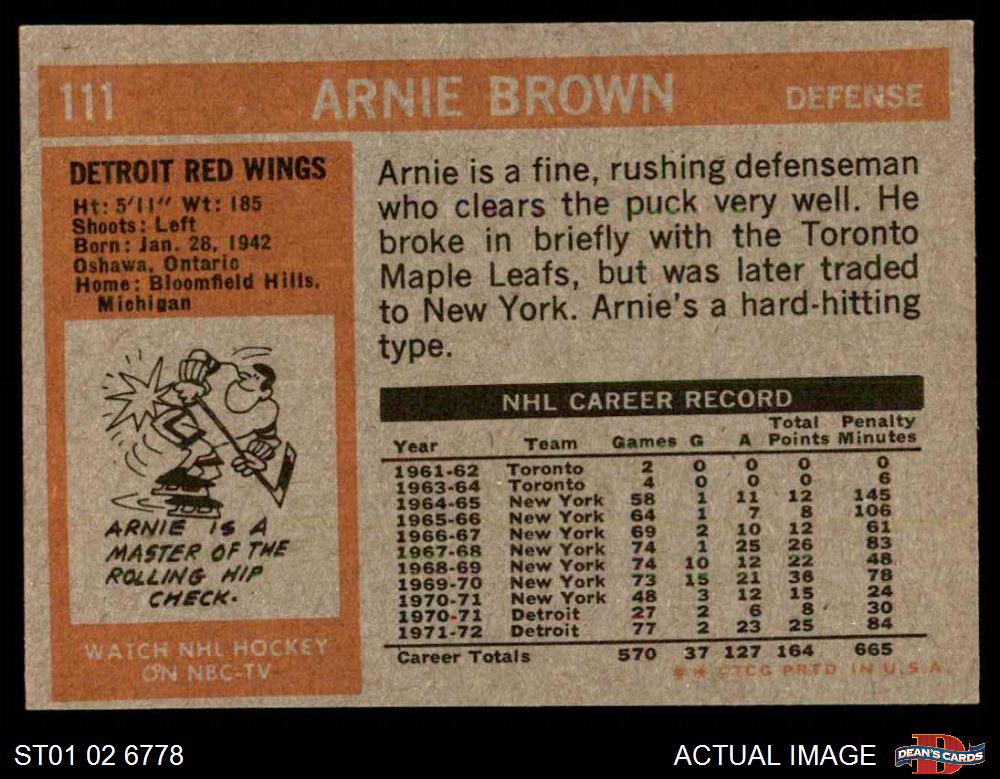 111 ARNIE BROWN DEFENSE
DETROIT RED WINGS
Ht: 5'11" Wt: 185
Shoots: Left
Born: Jan. 28, 1942
Oshawa, Ontario
Home: Bloomfield Hills,
Michigan
ARNIE IS A
MASTER OF THE
ROLLING HIP
CHECK.
WATCH NHL HOCKEY
ON NBC-TV
Arnie is a fine, rushing defenseman
who clears the puck very well. He
broke in briefly with the Toronto
Maple Leafs, but was later traded
to New York. Arnie's a hard-hitting
type.
NHL CAREER RECORD
Total Penalty
Year Team Games G A Points Minutes
1961-62 Toronto 2 0 0 0 0
1963-64 Toronto 4 0 0 0 6
1964-65 New York 58 1 11 12 145
1965-66 New York 64 1 7 8 106
1966-67 New York 69 2 10 12 61
1967-68 New York 74 1 25 26 83
1968-69 New York 74 10 12 22 48
1969-70 New York 73 15 21 36 78
1970-71 New York 48 3 12 15 24
1970-71 Detroit 27 2 6 8 30
1971-72 Detroit 77 2 23 25 84
Career Totals 570 37 127 164 665
* * ©TCG PRTD. IN U.S.A.
ST01 02 6778
ACTUAL IMAGE
D
DEAN'S CARDS